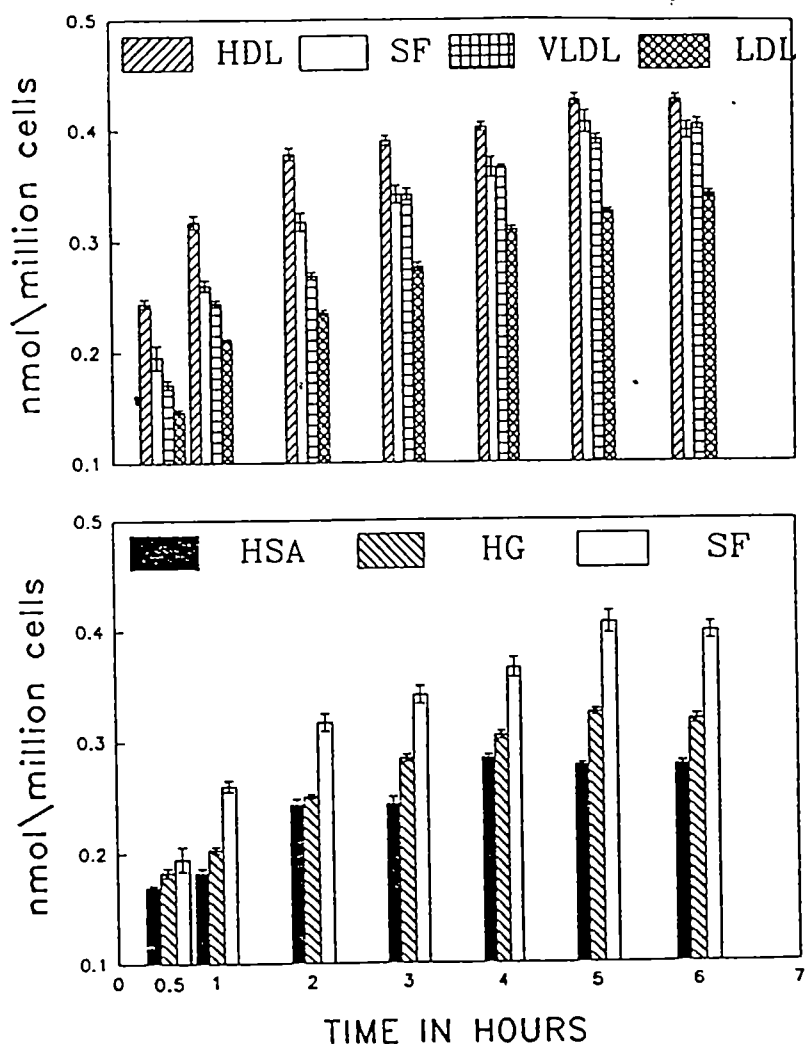 0.5
HDL SF VLDL LDL
0.4
0.3
0.2
0.1
nmol\million cells
0.5
HSA HG SF
0.4
0.3
0.2
0.1
nmol\million cells
0 0.5 1 2 3 4 5 6 7
TIME IN HOURS